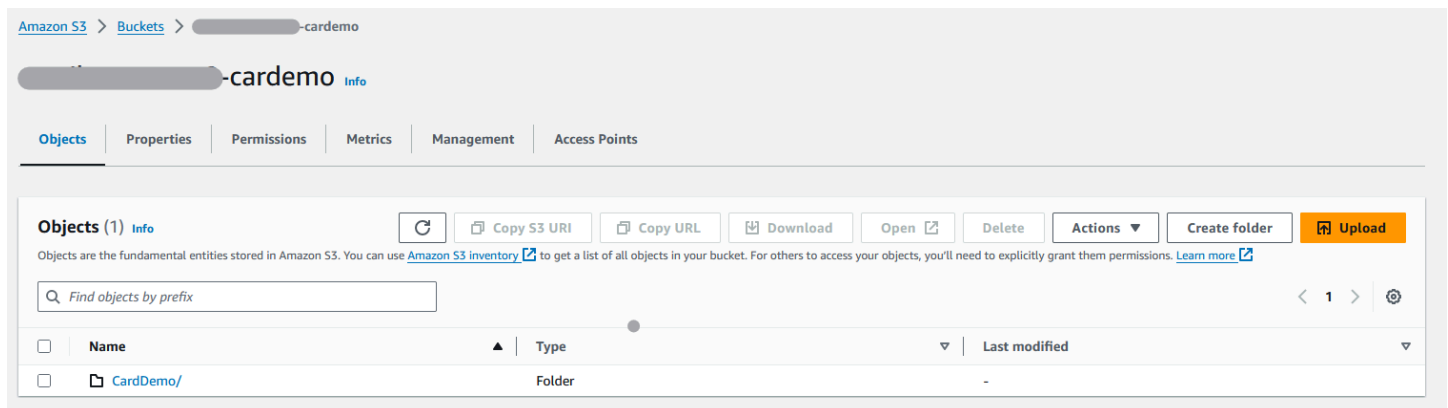 Amazon S3 > Buckets > -cardemo
-cardemo Info
Objects Properties Permissions Metrics Management Access Points
Objects (1) Info Copy S3 URI Copy URL Download Open Delete Actions Create folder Upload
Objects are the fundamental entities stored in Amazon S3. You can use Amazon S3 inventory to get a list of all objects in your bucket. For others to access your objects, you'll need to explicitly grant them permissions. Learn more
Find objects by prefix 1
Name Type Last modified
CardDemo/ Folder -